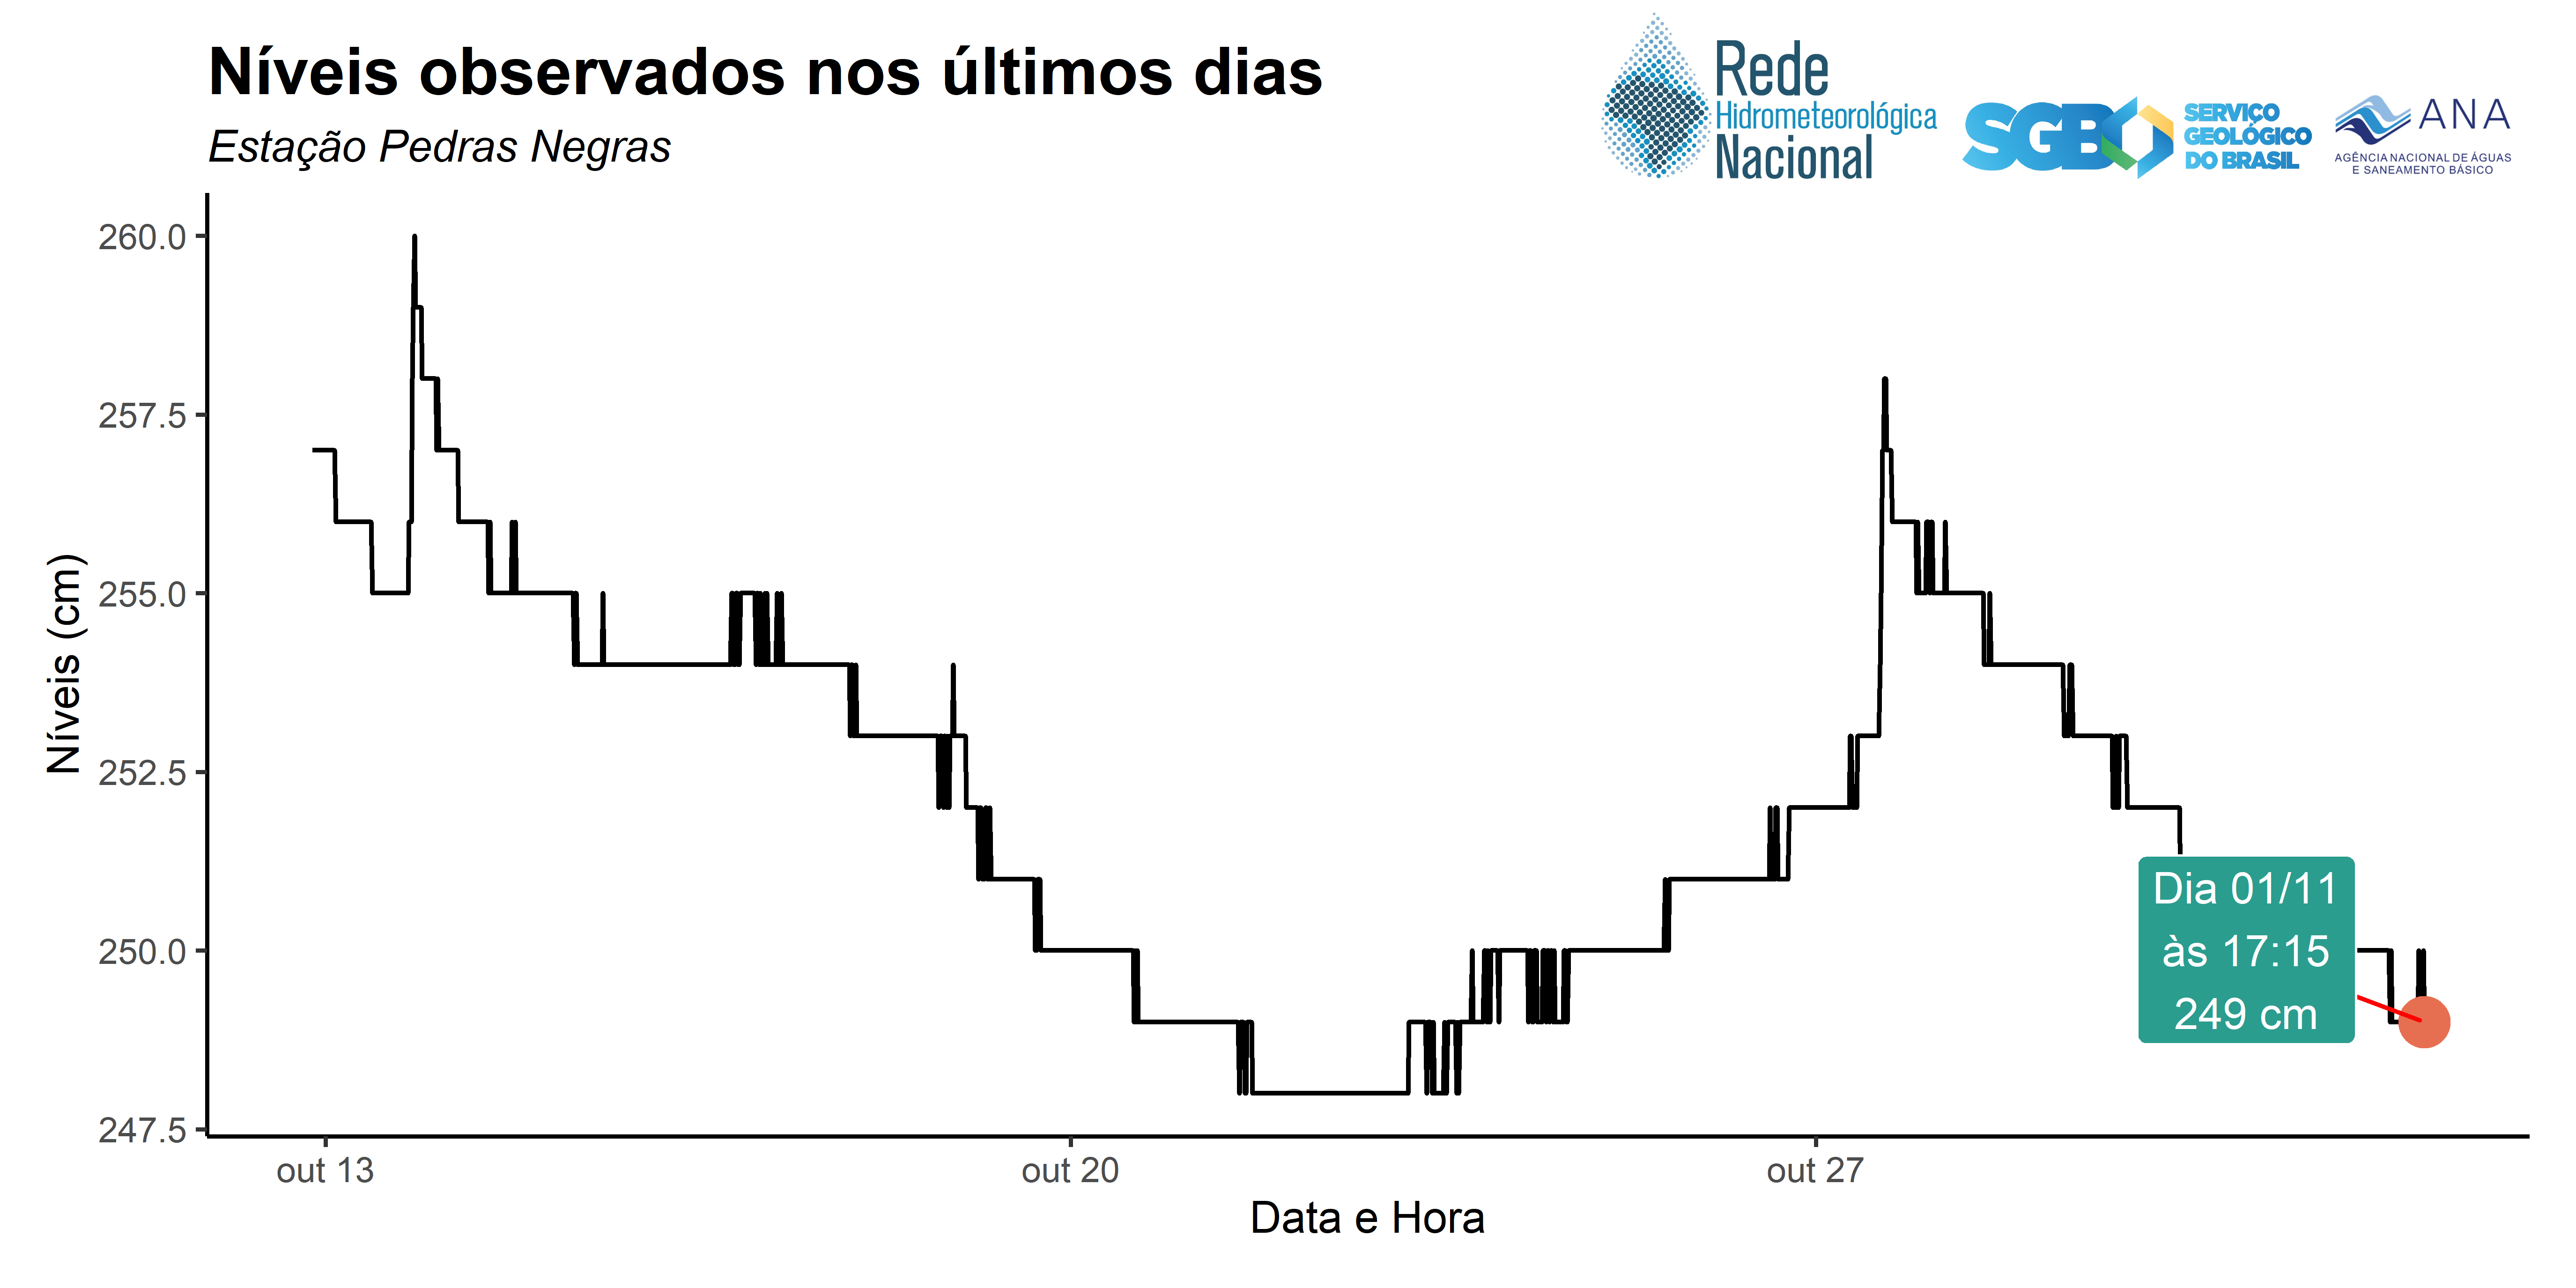 Níveis observados nos últimos dias
Estação Pedras Negras
Rede
Hidrometeorológica
Nacional
SGB
SERVIÇO
GEOLÓGICO
DO BRASIL
ANA
AGÊNCIA NACIONAL DE ÁGUAS
E SANEAMENTO BÁSICO
Níveis (cm)
260.0
257.5
255.0
252.5
250.0
247.5
Dia 01/11
às 17:15
249 cm
out 13
out 20
out 27
Data e Hora